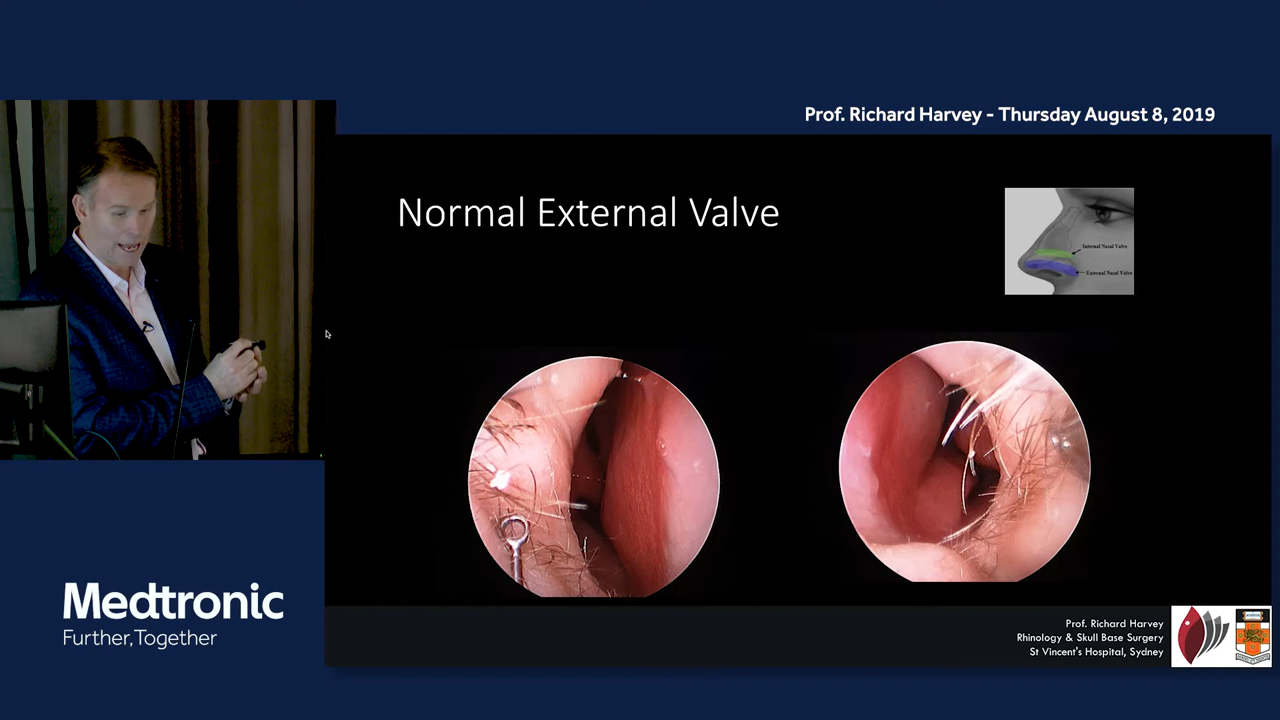 Prof. Richard Harvey - Thursday August 8, 2019
Normal External Valve
Internal Nasal Valve
External Nasal Valve
Medtronic
Further, Together
Prof. Richard Harvey
Rhinology & Skull Base Surgery
St Vincent's Hospital, Sydney